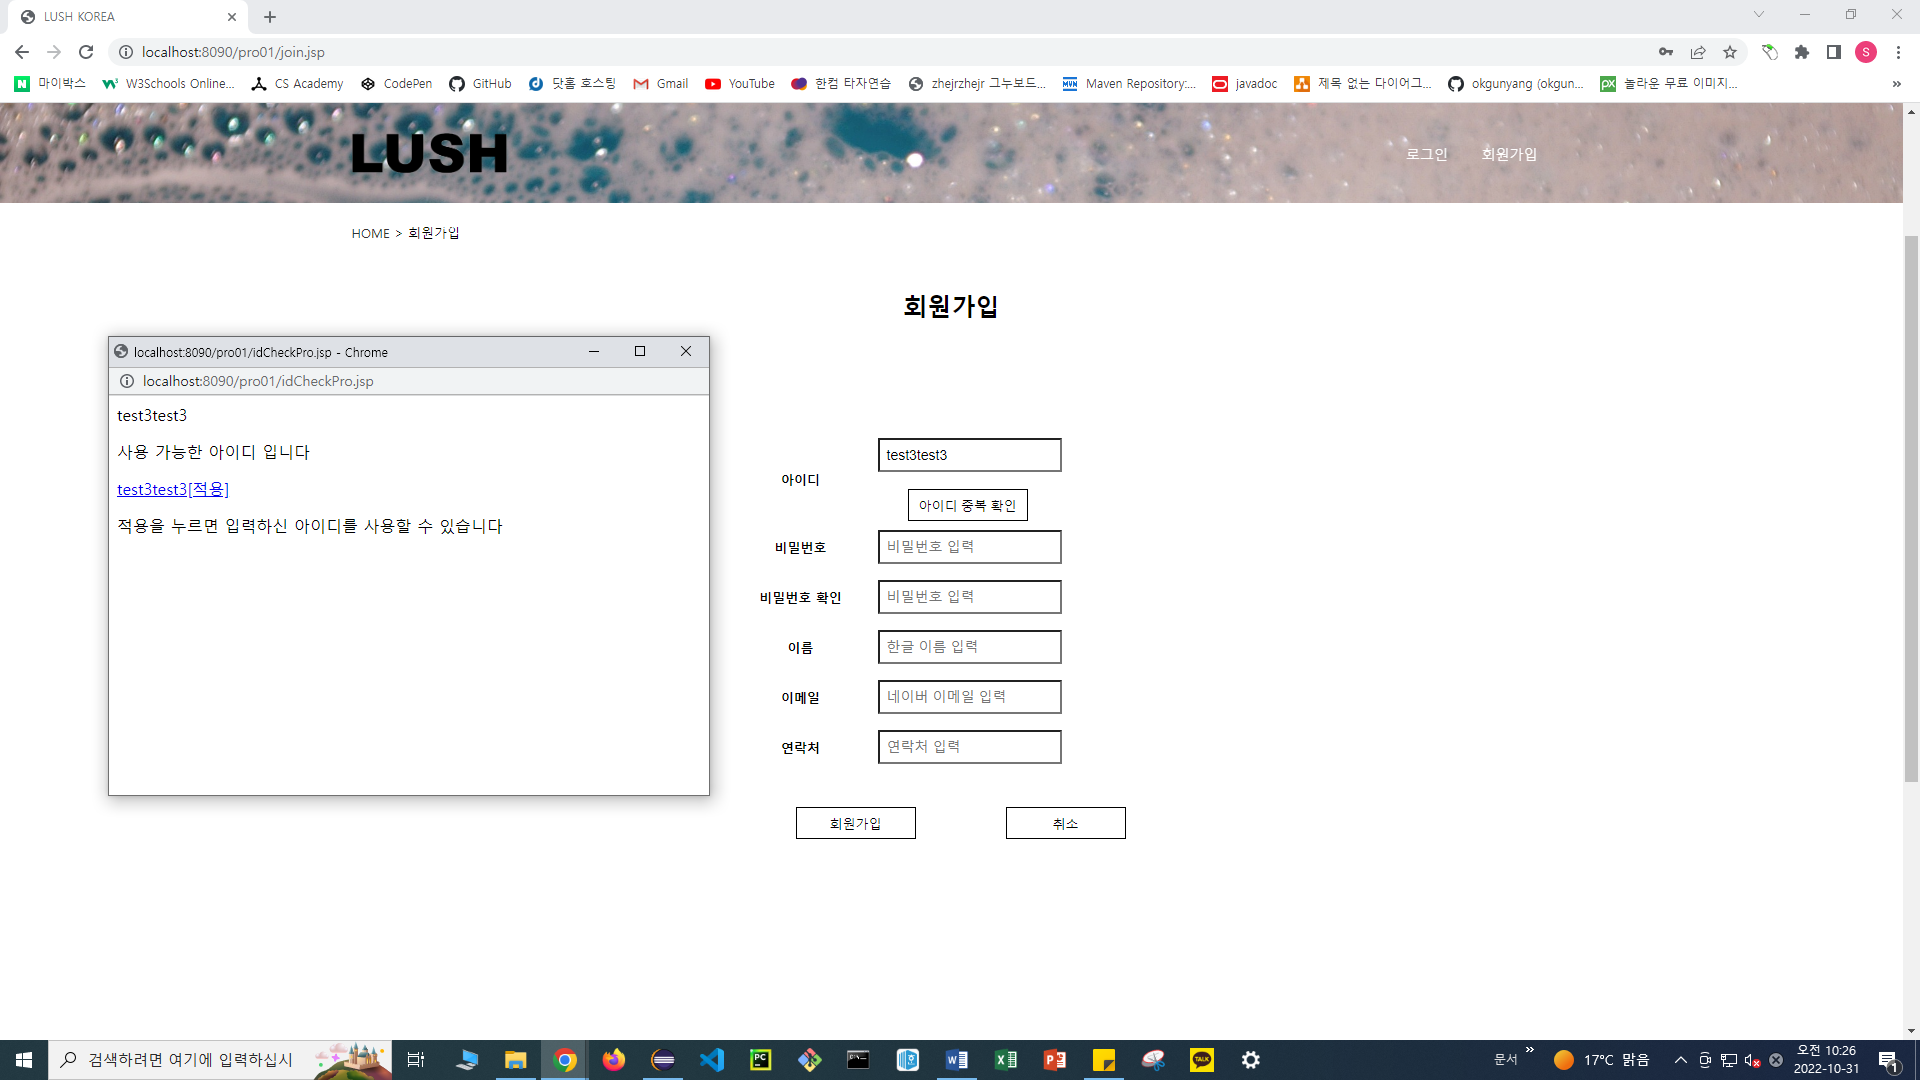 LUSH KOREA
localhost:8090/pro01/join.jsp
S
마이박스
W3Schools Online...
CS Academy
CodePen
GitHub
닷홈 호스팅
Gmail
YouTube
한컴 타자연습
zhejrzhejr 그누보드...
Maven Repository:...
javadoc
제목 없는 다이어그...
okgunyang (okgun...
놀라운 무료 이미지...
LUSH
로그인
회원가입
HOME > 회원가입
회원가입
localhost:8090/pro01/idCheckPro.jsp - Chrome
localhost:8090/pro01/idCheckPro.jsp
test3test3
사용 가능한 아이디 입니다
test3test3[적용]
적용을 누르면 입력하신 아이디를 사용할 수 있습니다
아이디
test3test3
아이디 중복 확인
비밀번호
비밀번호 입력
비밀번호 확인
비밀번호 입력
이름
한글 이름 입력
이메일
네이버 이메일 입력
연락처
연락처 입력
회원가입
취소
검색하려면 여기에 입력하십시
문서
17°C 맑음
오전 10:26
2022-10-31
1